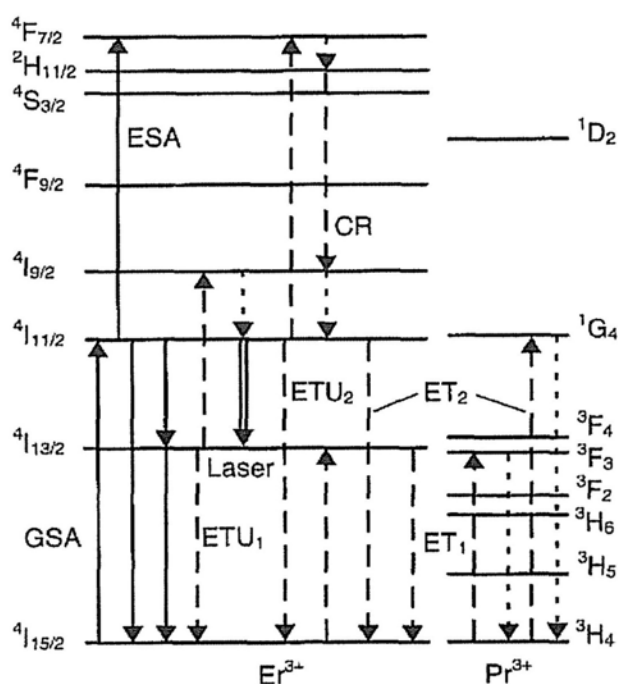 ⁴F₇/₂
²H₁₁/₂
⁴S₃/₂
ESA
¹D₂
⁴F₉/₂
CR
⁴I₉/₂
⁴I₁₁/₂
¹G₄
ETU₂
ET₂
³F₄
⁴I₁₃/₂
Laser
³F₃
³F₂
GSA
ETU₁
ET₁
³H₆
³H₅
⁴I₁₅/₂
³H₄
Er³⁺
Pr³⁺